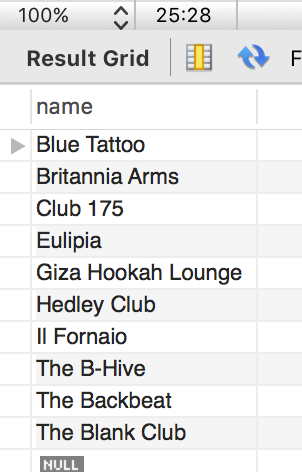 100% 25:28
Result Grid F
name
Blue Tattoo
Britannia Arms
Club 175
Eulipia
Giza Hookah Lounge
Hedley Club
Il Fornaio
The B-Hive
The Backbeat
The Blank Club
NULL